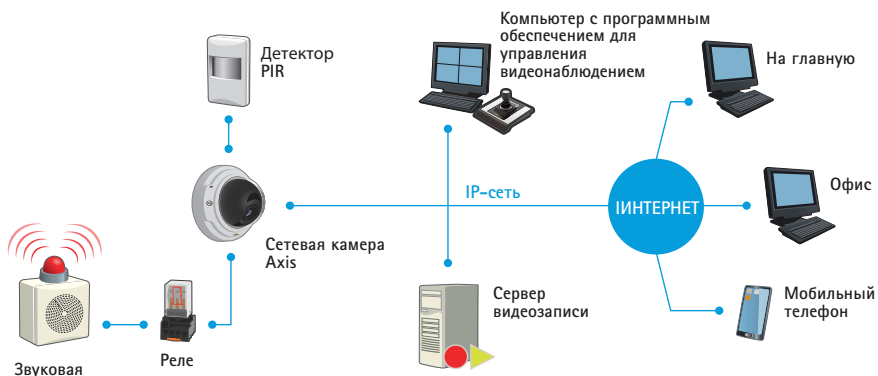 Компьютер с программным
обеспечением для
управления
видеонаблюдением
Детектор
PIR
На главную
IP-сеть
IИНТЕРНЕТ
Офис
Сетевая камера
Axis
Сервер
видеозаписи
Мобильный
телефон
Реле
Звуковая